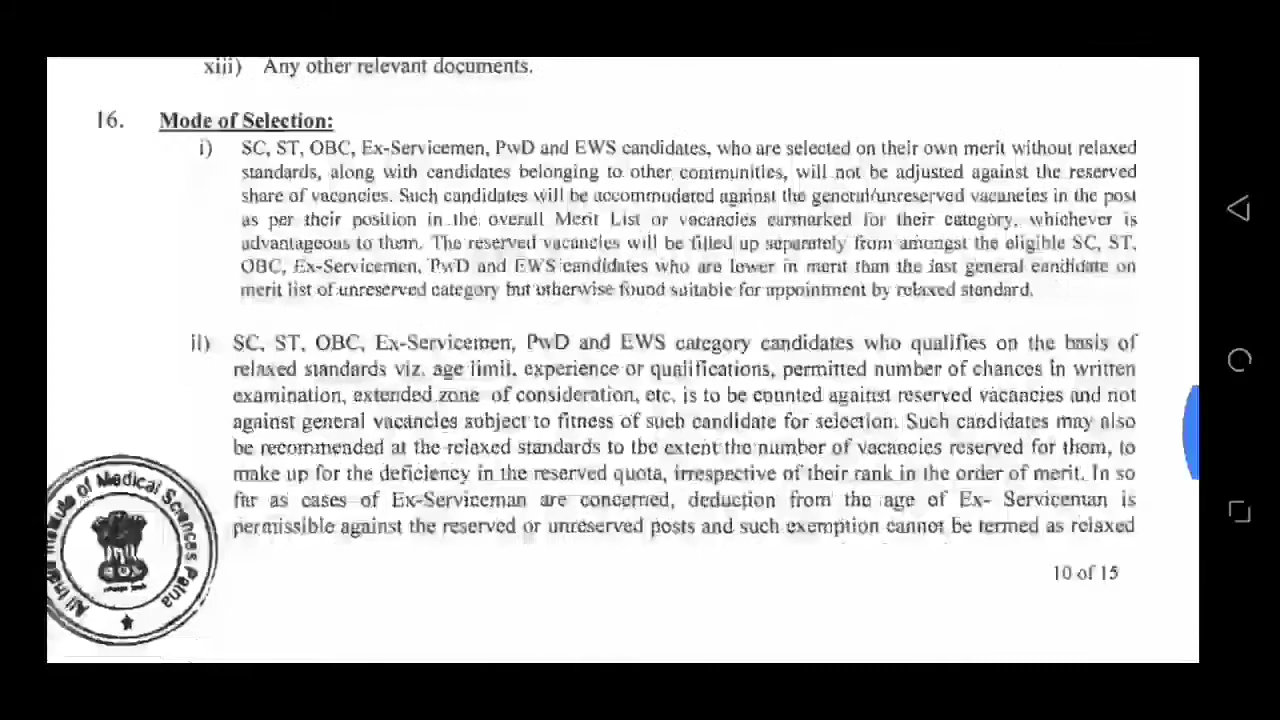 xiii) Any other relevant documents.
16. Mode of Selection:
i) SC, ST, OBC, Ex-Servicemen, PwD and EWS candidates, who are selected on their own merit without relaxed
standards, along with candidates belonging to other communities, will not be adjusted against the reserved
share of vacancies. Such candidates will be accommodated against the general/unreserved vacancies in the post
as per their position in the overall Merit List or vacancies earmarked for their category, whichever is
advantageous to them. The reserved vacancies will be filled up separately from amongst the eligible SC, ST,
OBC, Ex-Servicemen, PwD and EWS candidates who are lower in merit than the last general candidate on
merit list of unreserved category but otherwise found suitable for appointment by relaxed standard.
ii) SC, ST, OBC, Ex-Servicemen, PwD and EWS category candidates who qualifies on the basis of
relaxed standards viz. age limit, experience or qualifications, permitted number of chances in written
examination, extended zone of consideration, etc. is to be counted against reserved vacancies and not
against general vacancies subject to fitness of such candidate for selection. Such candidates may also
be recommended at the relaxed standards to the extent the number of vacancies reserved for them, to
make up for the deficiency in the reserved quota, irrespective of their rank in the order of merit. In so
far as cases of Ex-Serviceman are concerned, deduction from the age of Ex- Serviceman is
permissible against the reserved or unreserved posts and such exemption cannot be termed as relaxed
10 of 15
All India Institute of Medical Sciences Patna